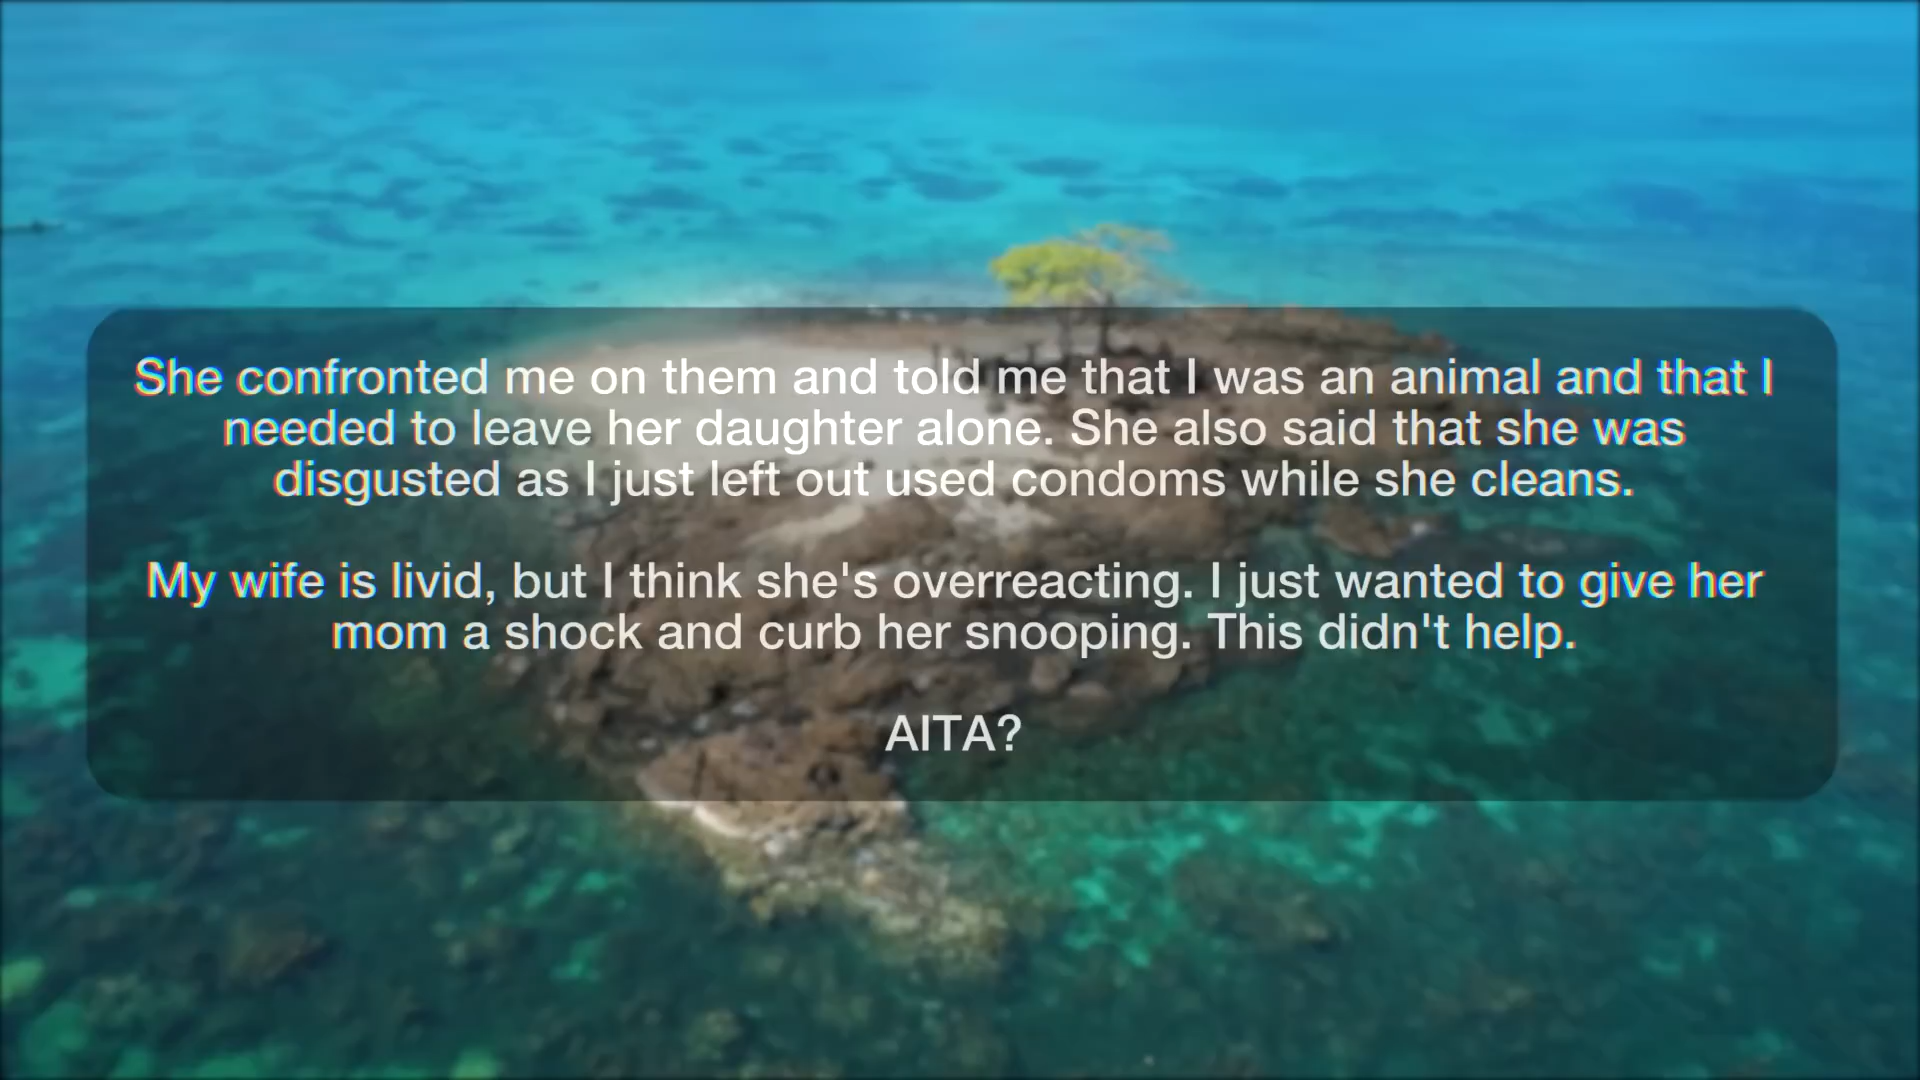 She confronted me on them and told me that I was an animal and that I
needed to leave her daughter alone. She also said that she was
disgusted as I just left out used condoms while she cleans.
My wife is livid, but I think she's overreacting. I just wanted to give her
mom a shock and curb her snooping. This didn't help.
AITA?